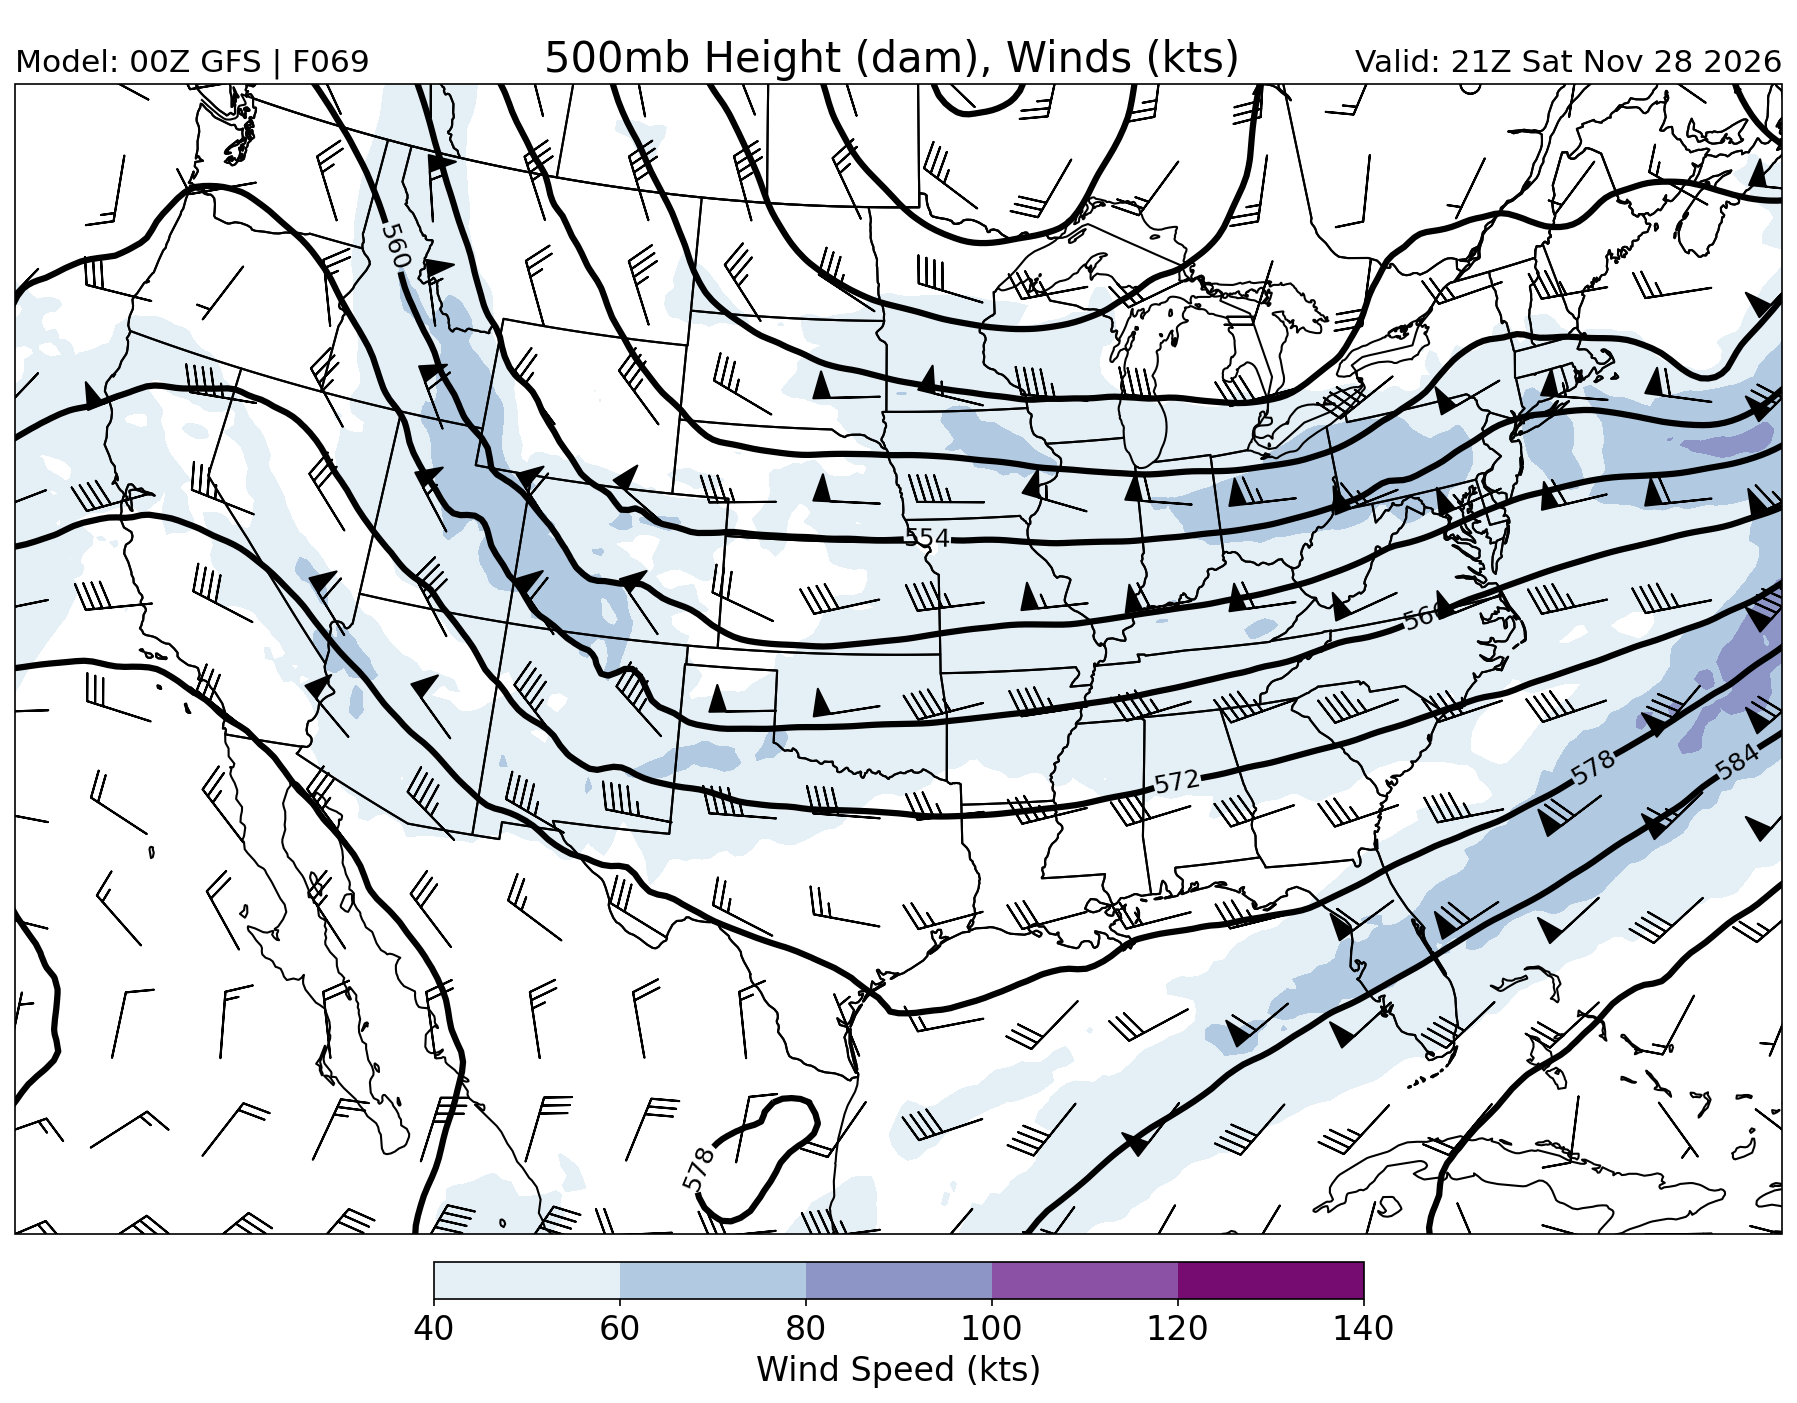 Model: 00Z GFS | F069
500mb Height (dam), Winds (kts)
Valid: 21Z Sat Nov 28 2026
560
554
566
572
578
584
578
40 60 80 100 120 140
Wind Speed (kts)